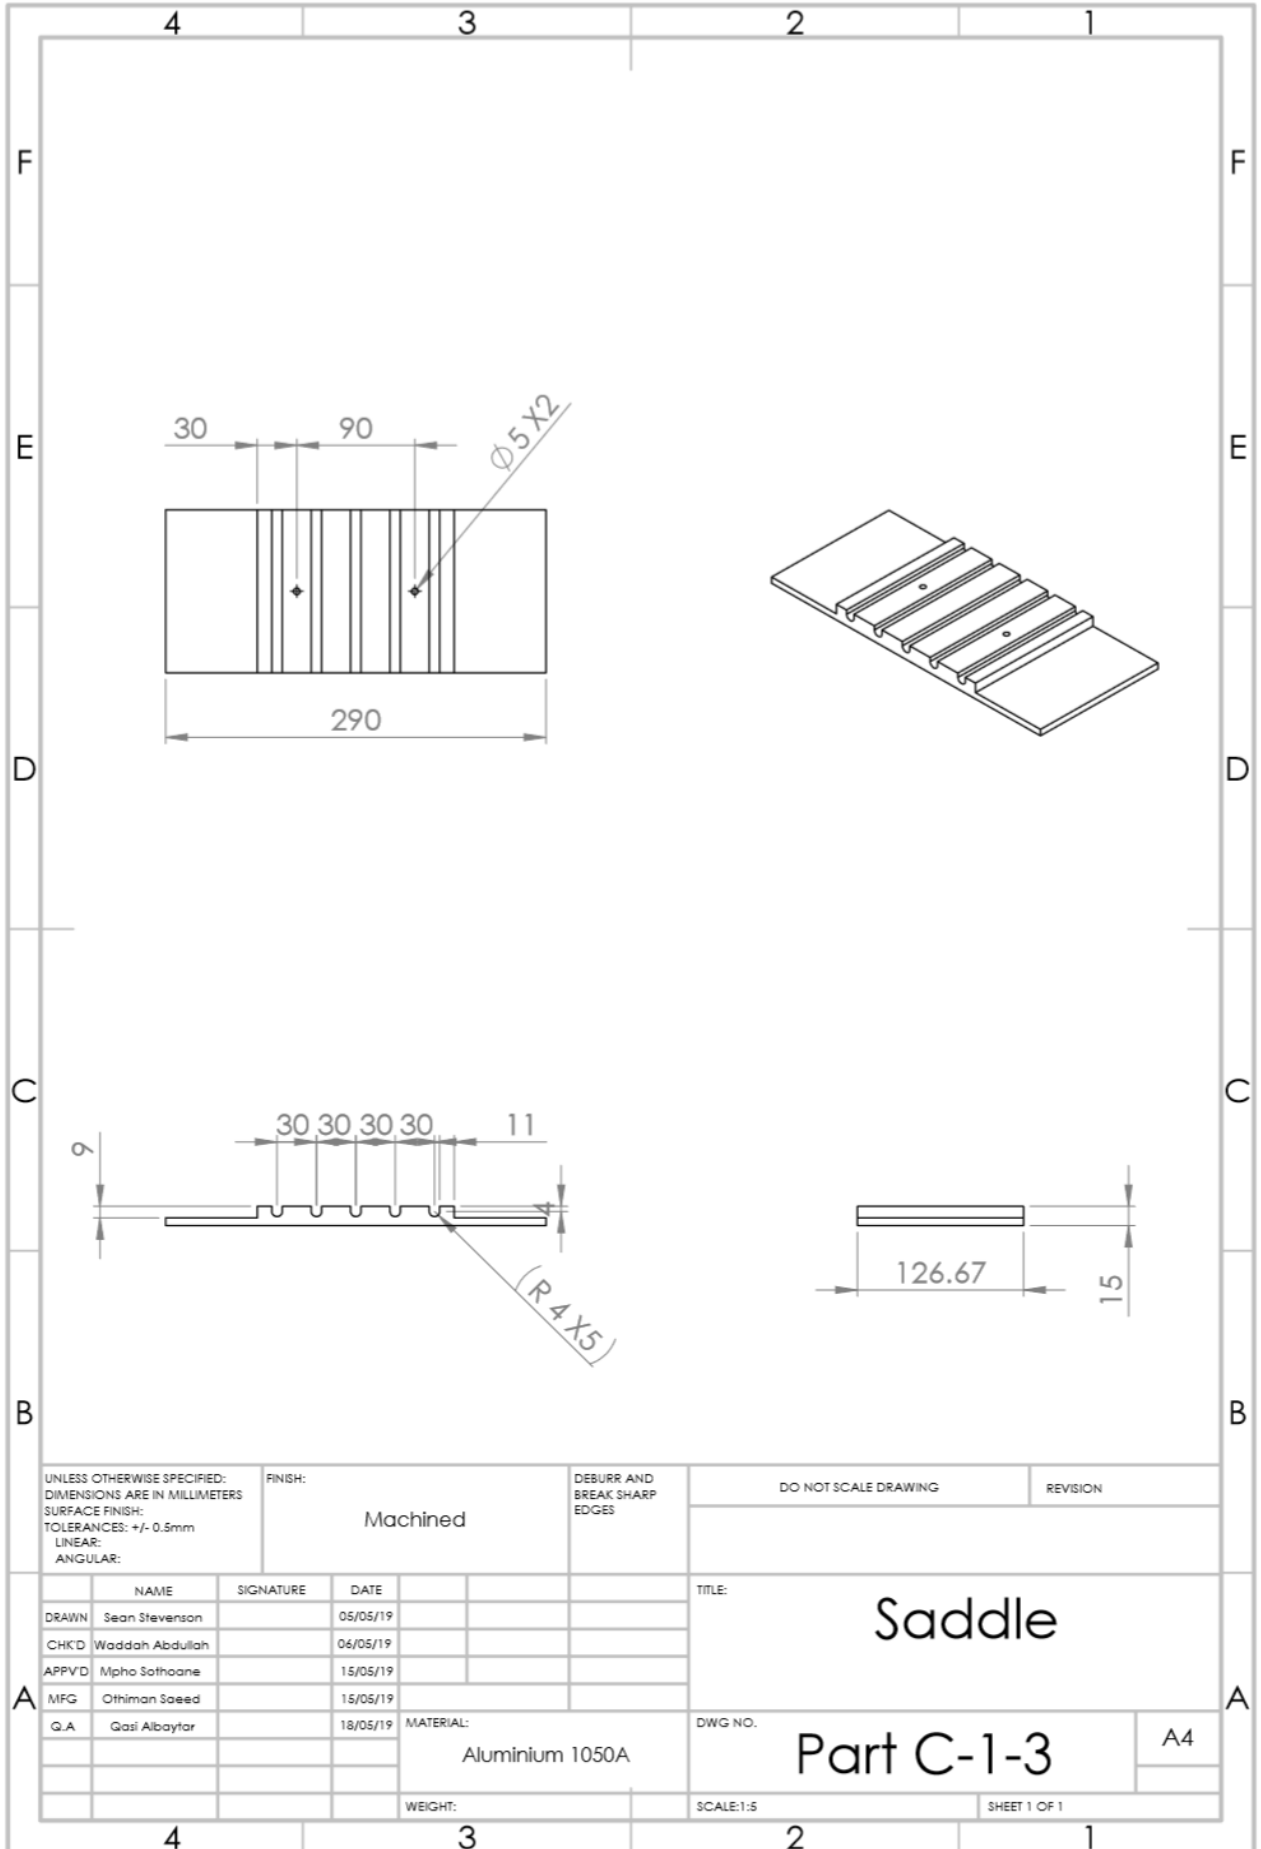 4 3 2 1
F F
30 90 Ø5 X2
E E
290
D D
C C
9 30 30 30 30 11 4
(R 4 X5)
126.67 15
B B
UNLESS OTHERWISE SPECIFIED:
DIMENSIONS ARE IN MILLIMETERS
SURFACE FINISH:
TOLERANCES: +/- 0.5mm
LINEAR:
ANGULAR:
FINISH:
Machined
DEBURR AND
BREAK SHARP
EDGES
DO NOT SCALE DRAWING
REVISION
NAME SIGNATURE DATE
DRAWN Sean Stevenson 05/05/19
CHK'D Waddah Abdullah 06/05/19
APPV'D Mpho Sothoane 15/05/19
MFG Othiman Saeed 15/05/19
Q.A Qasi Albaytar 18/05/19
MATERIAL:
Aluminium 1050A
WEIGHT:
TITLE:
Saddle
DWG NO.
Part C-1-3
A4
SCALE:1:5
SHEET 1 OF 1
A A
4 3 2 1